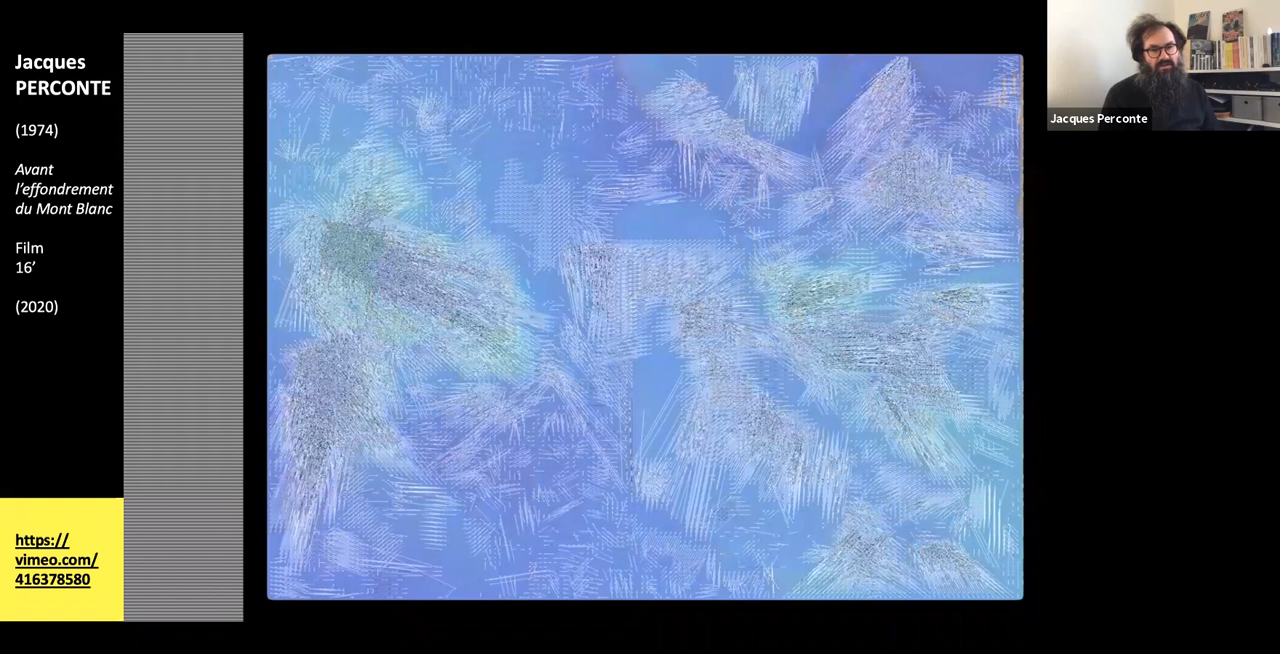 Jacques
PERCONTE
(1974)
Avant
l’effondrement
du Mont Blanc
Film
16’
(2020)
https://
vimeo.com/
416378580
Jacques Perconte